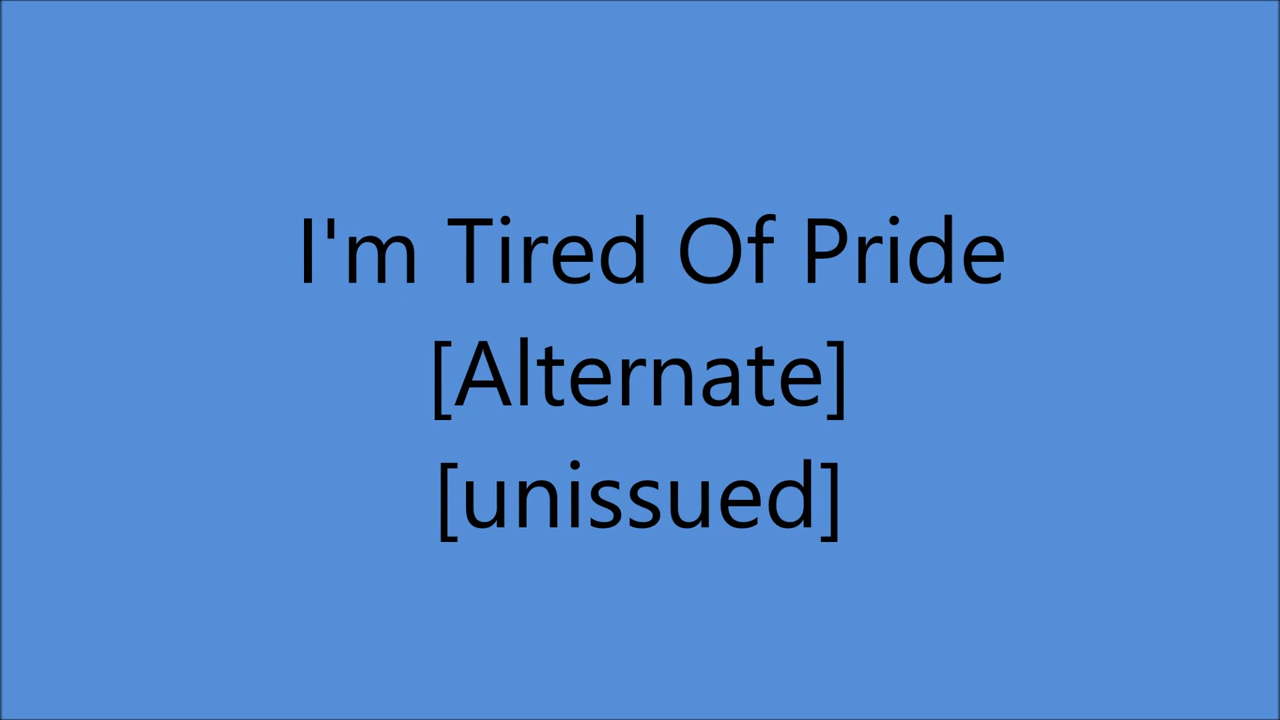 I'm Tired Of Pride
[Alternate]
[unissued]